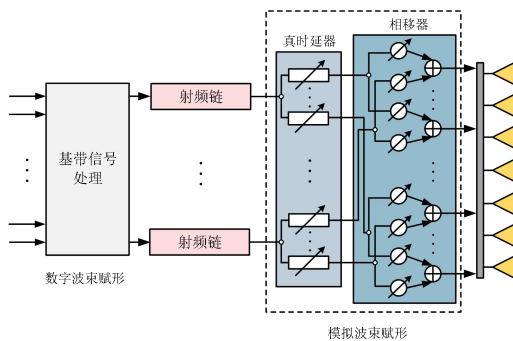 相移器
真时延器
射频链
基带信号
处理
射频链
数字波束赋形
模拟波束赋形